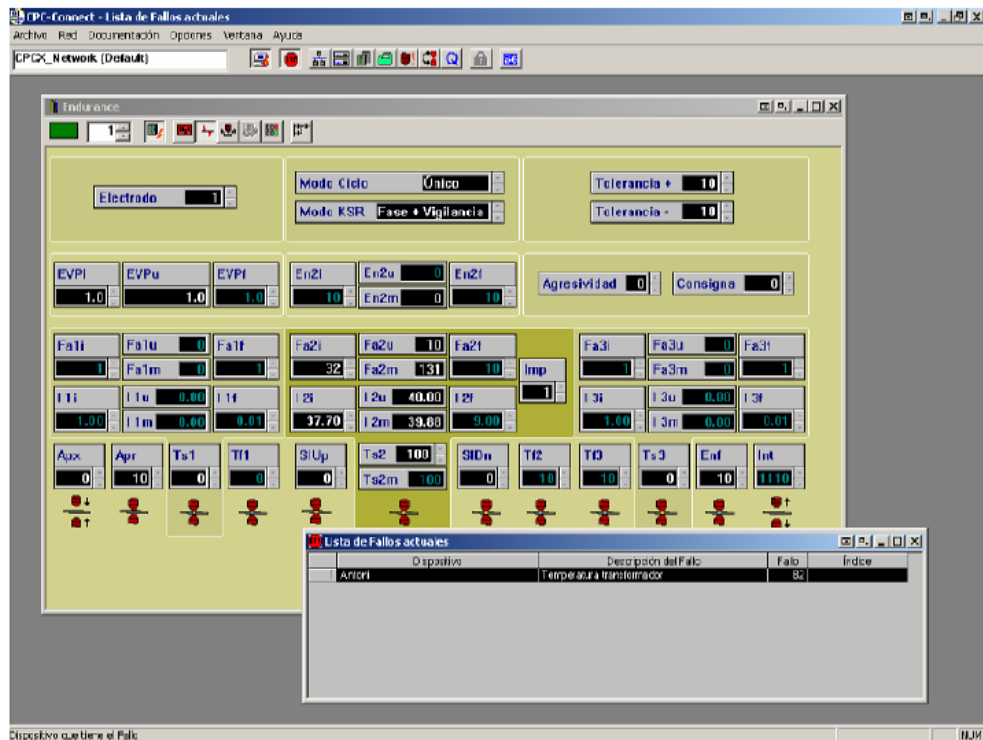 CPC-Connect - Lista de Fallos actuales
Archivo Red Documentación Opciones Ventana Ayuda
CPCX_Network (Default)
Endurance
1
Electrodo 1
Modo Ciclo Único
Modo KSR Fase + Vigilancia
Tolerancia + 10
Tolerancia - 10
EVPi EVPu EVPf
1.0 1.0 1.0
En2i En2u 0 En2f
10 En2m 0 10
Agresividad 0 Consigna 0
Fa1i Fa1u 0 Fa1f
1 Fa1m 0 1
I 1i I 1u 0.00 I 1f
1.00 I 1m 0.00 0.01
Fa2i Fa2u 10 Fa2f
32 Fa2m 131 10
I 2i I 2u 40.00 I 2f
37.70 I 2m 39.88 9.00
Imp
1
Fa3i Fa3u 0 Fa3f
1 Fa3m 0 1
I 3i I 3u 0.00 I 3f
1.00 I 3m 0.00 0.01
Apx Apr Ts1 Tf1 SlUp Ts2 100 SlDn Tf2 Tf3 Ts3 Enf Int
0 10 0 0 0 Ts2m 100 0 10 10 0 10 1110
Lista de Fallos actuales
Dispositivo Descripción del Fallo Fallo Índice
1 Antoni Temperatura transformador 82
Dispositivo que tiene el Fallo NUM